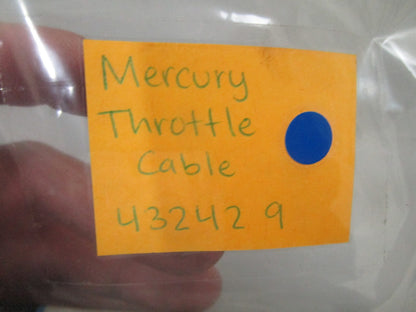 Mercury
Throttle
Cable
43242 9